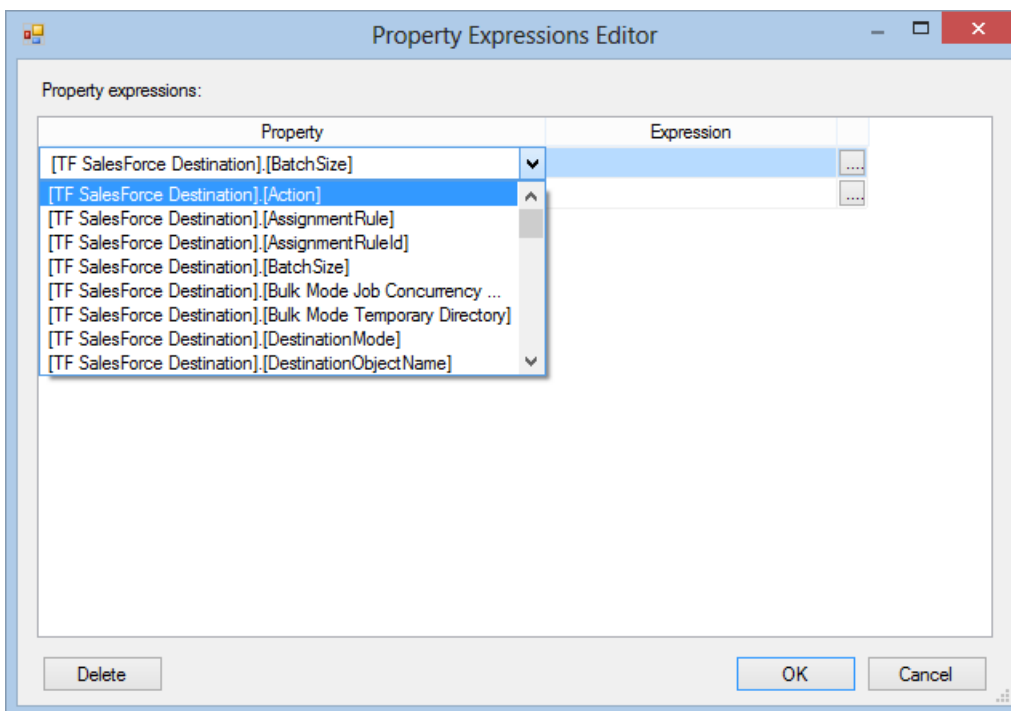 Property Expressions Editor
Property expressions:
Property Expression
[TF SalesForce Destination].[BatchSize] ....
[TF SalesForce Destination].[Action] ....
[TF SalesForce Destination].[AssignmentRule]
[TF SalesForce Destination].[AssignmentRuleId]
[TF SalesForce Destination].[BatchSize]
[TF SalesForce Destination].[Bulk Mode Job Concurrency ...
[TF SalesForce Destination].[Bulk Mode Temporary Directory]
[TF SalesForce Destination].[DestinationMode]
[TF SalesForce Destination].[DestinationObjectName]
Delete OK Cancel